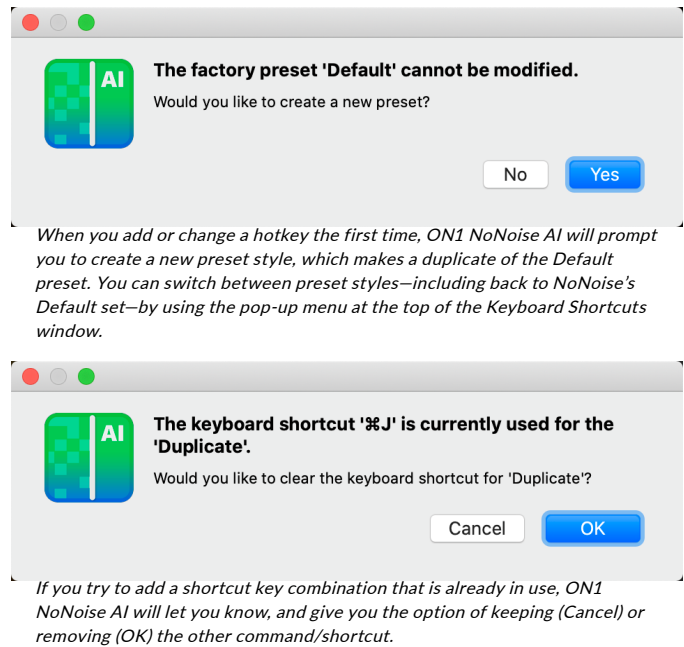 AI
The factory preset 'Default' cannot be modified.
Would you like to create a new preset?
No
Yes
When you add or change a hotkey the first time, ON1 NoNoise AI will prompt
you to create a new preset style, which makes a duplicate of the Default
preset. You can switch between preset styles—including back to NoNoise’s
Default set—by using the pop-up menu at the top of the Keyboard Shortcuts
window.
AI
The keyboard shortcut '⌘J' is currently used for the
'Duplicate'.
Would you like to clear the keyboard shortcut for 'Duplicate'?
Cancel
OK
If you try to add a shortcut key combination that is already in use, ON1
NoNoise AI will let you know, and give you the option of keeping (Cancel) or
removing (OK) the other command/shortcut.